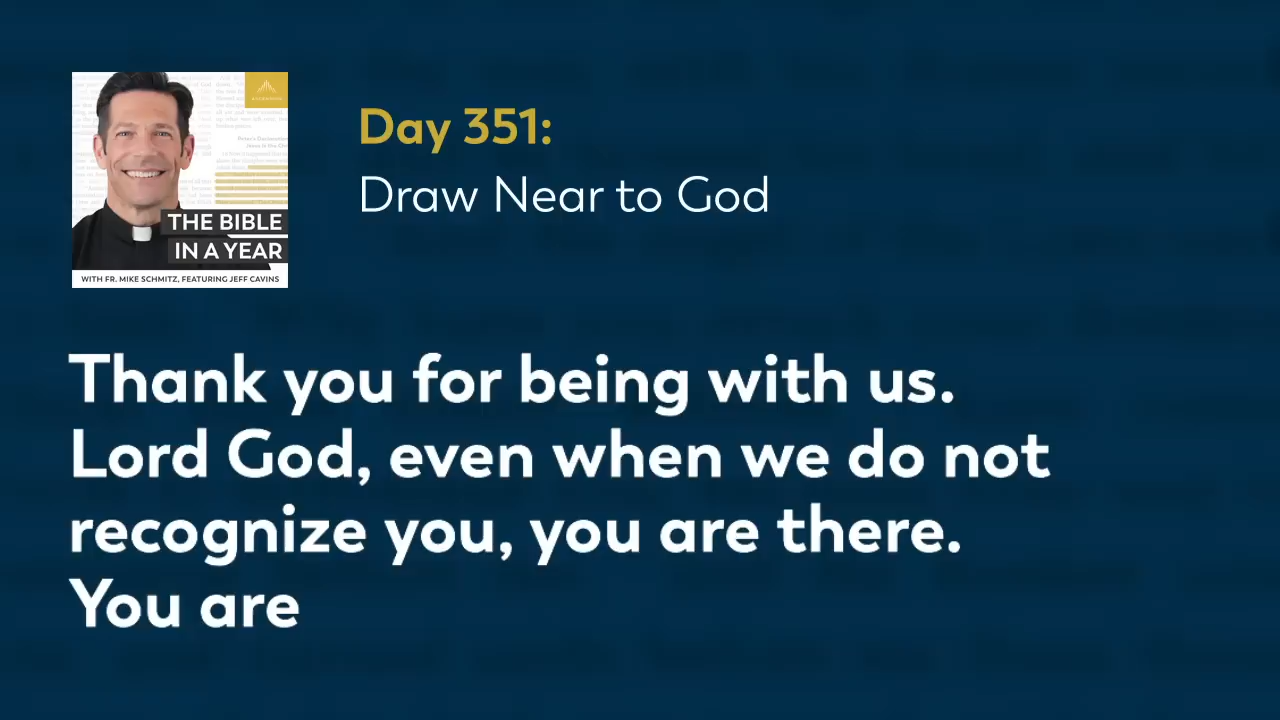 Day 351:
Draw Near to God
THE BIBLE
IN A YEAR
WITH FR. MIKE SCHMITZ, FEATURING JEFF CAVINS
Thank you for being with us.
Lord God, even when we do not
recognize you, you are there.
You are